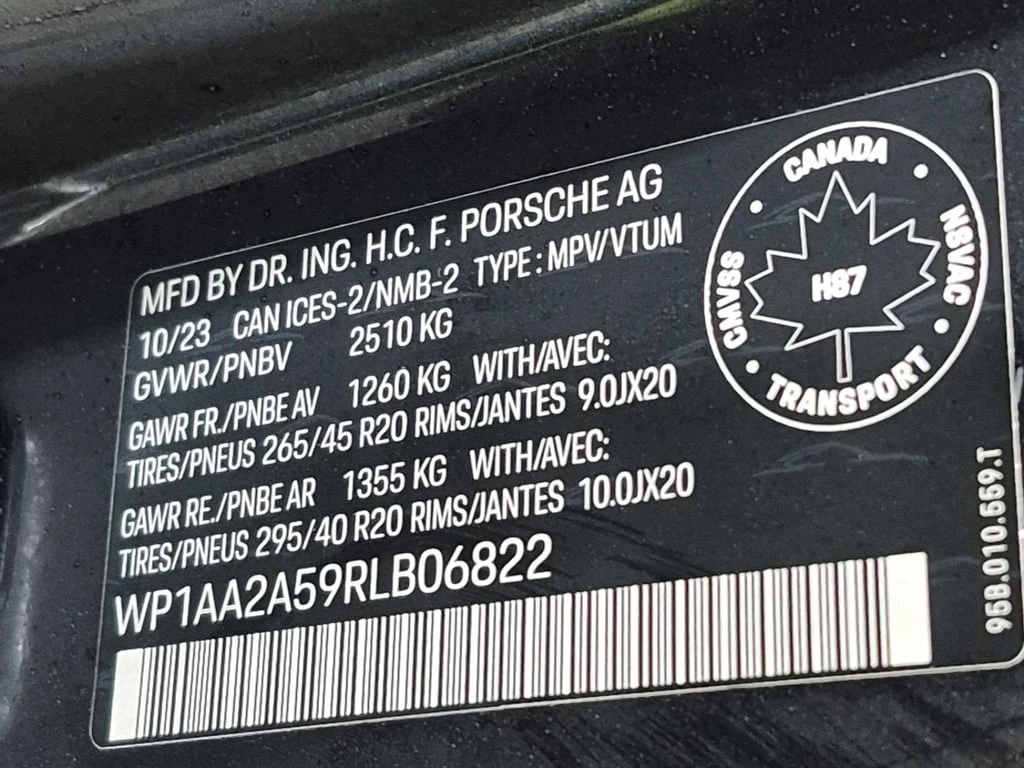 MFD BY DR. ING. H.C. F. PORSCHE AG
10/23 CAN ICES-2/NMB-2 TYPE : MPV/VTUM
GVWR/PNBV 2510 KG
GAWR FR./PNBE AV 1260 KG WITH/AVEC:
TIRES/PNEUS 265/45 R20 RIMS/JANTES 9.0JX20
GAWR RE./PNBE AR 1355 KG WITH/AVEC:
TIRES/PNEUS 295/40 R20 RIMS/JANTES 10.0JX20
WP1AA2A59RLB06822
CANADA
CMVSS
NSVAC
H87
TRANSPORT
95B.010.559.T